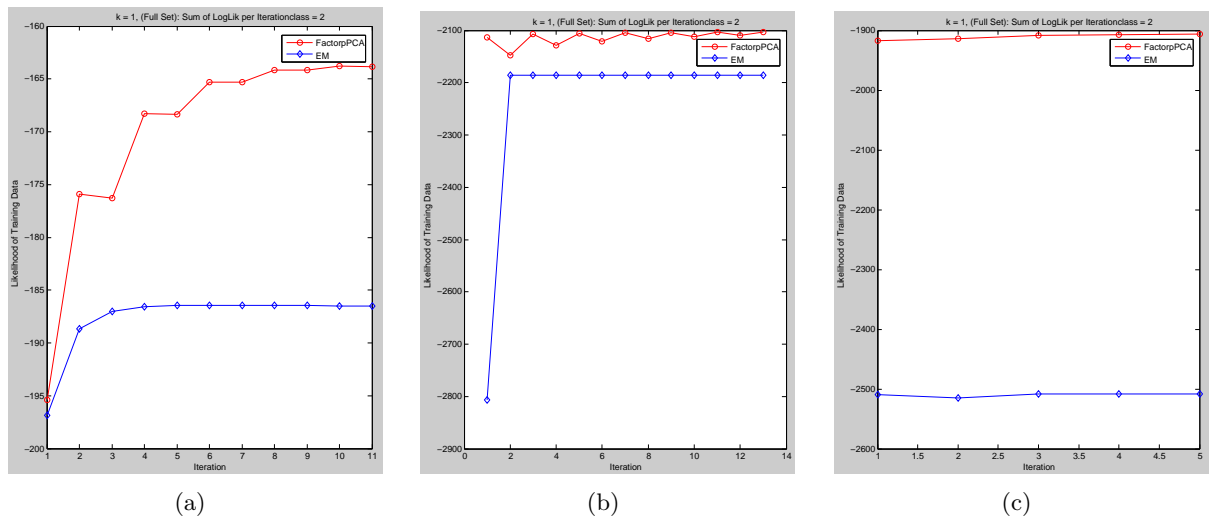 k = 1, (Full Set): Sum of LogLik per Iterationclass = 2
FactorpPCA
EM
Likelihood of Training Data
−160
−165
−170
−175
−180
−185
−190
−195
−200
1 2 3 4 5 6 7 8 9 10 11
Iteration
(a)
k = 1, (Full Set): Sum of LogLik per Iterationclass = 2
FactorpPCA
EM
Likelihood of Training Data
−2100
−2200
−2300
−2400
−2500
−2600
−2700
−2800
−2900
0 2 4 6 8 10 12 14
Iteration
(b)
k = 1, (Full Set): Sum of LogLik per Iterationclass = 2
FactorpPCA
EM
Likelihood of Training Data
−1900
−2000
−2100
−2200
−2300
−2400
−2500
−2600
1 1.5 2 2.5 3 3.5 4 4.5 5
Iteration
(c)